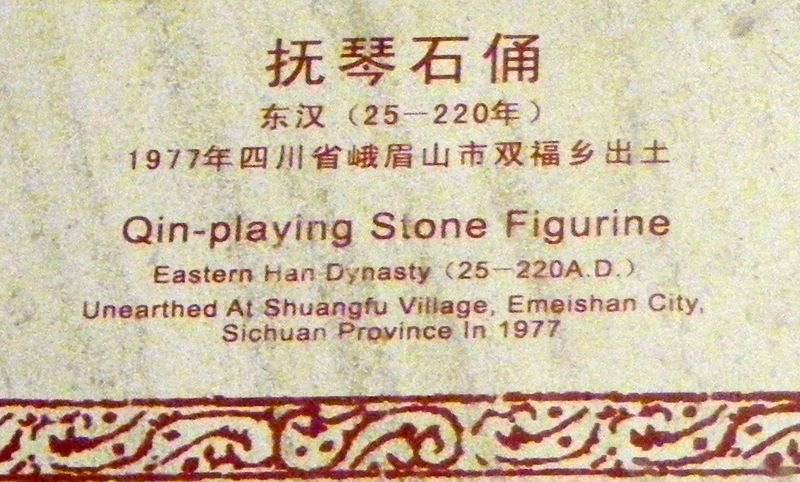 抚琴石俑
东汉（25－220年）
1977年四川省峨眉山市双福乡出土
Qin-playing Stone Figurine
Eastern Han Dynasty（25－220A.D.）
Unearthed At Shuangfu Village, Emeishan City,
Sichuan Province In 1977